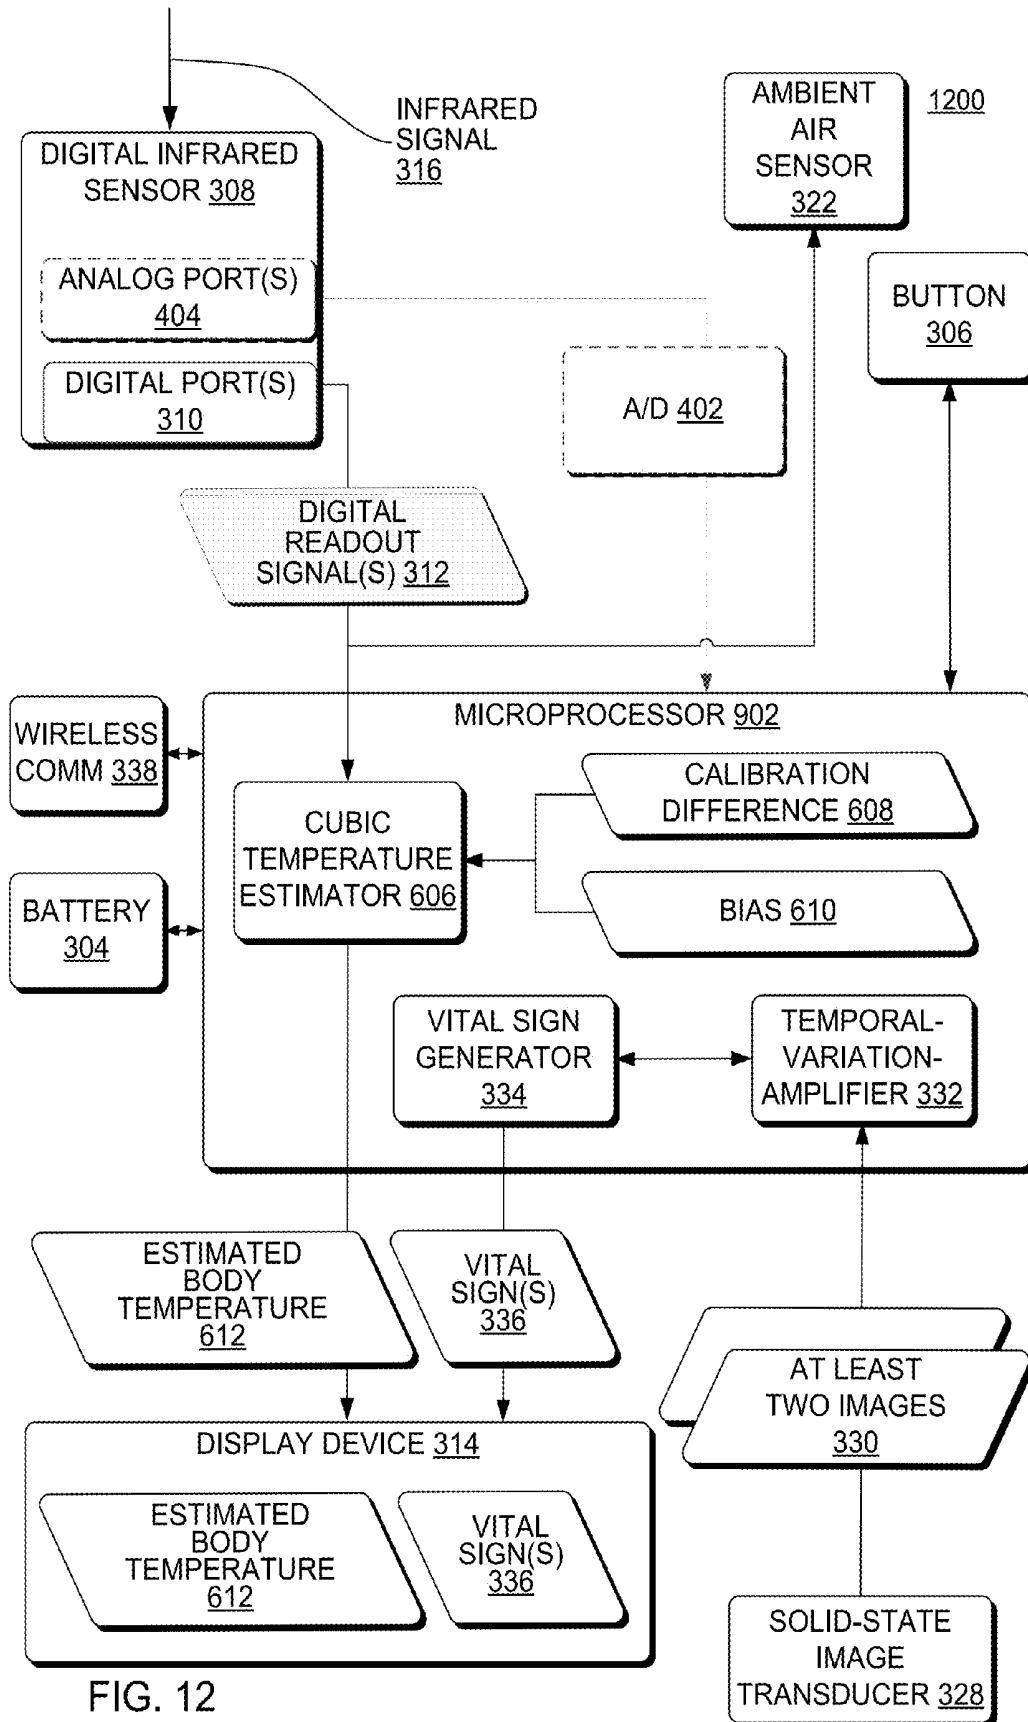 INFRARED
SIGNAL
316
AMBIENT
AIR
SENSOR
322
1200
DIGITAL INFRARED
SENSOR 308
ANALOG PORT(S)
404
DIGITAL PORT(S)
310
BUTTON
306
A/D 402
DIGITAL
READOUT
SIGNAL(S) 312
MICROPROCESSOR 902
WIRELESS
COMM 338
CALIBRATION
DIFFERENCE 608
CUBIC
TEMPERATURE
ESTIMATOR 606
BATTERY
304
BIAS 610
VITAL SIGN
GENERATOR
334
TEMPORAL-
VARIATION-
AMPLIFIER 332
ESTIMATED
BODY
TEMPERATURE
612
VITAL
SIGN(S)
336
AT LEAST
TWO IMAGES
330
DISPLAY DEVICE 314
ESTIMATED
BODY
TEMPERATURE
612
VITAL
SIGN(S)
336
SOLID-STATE
IMAGE
TRANSDUCER 328
FIG. 12